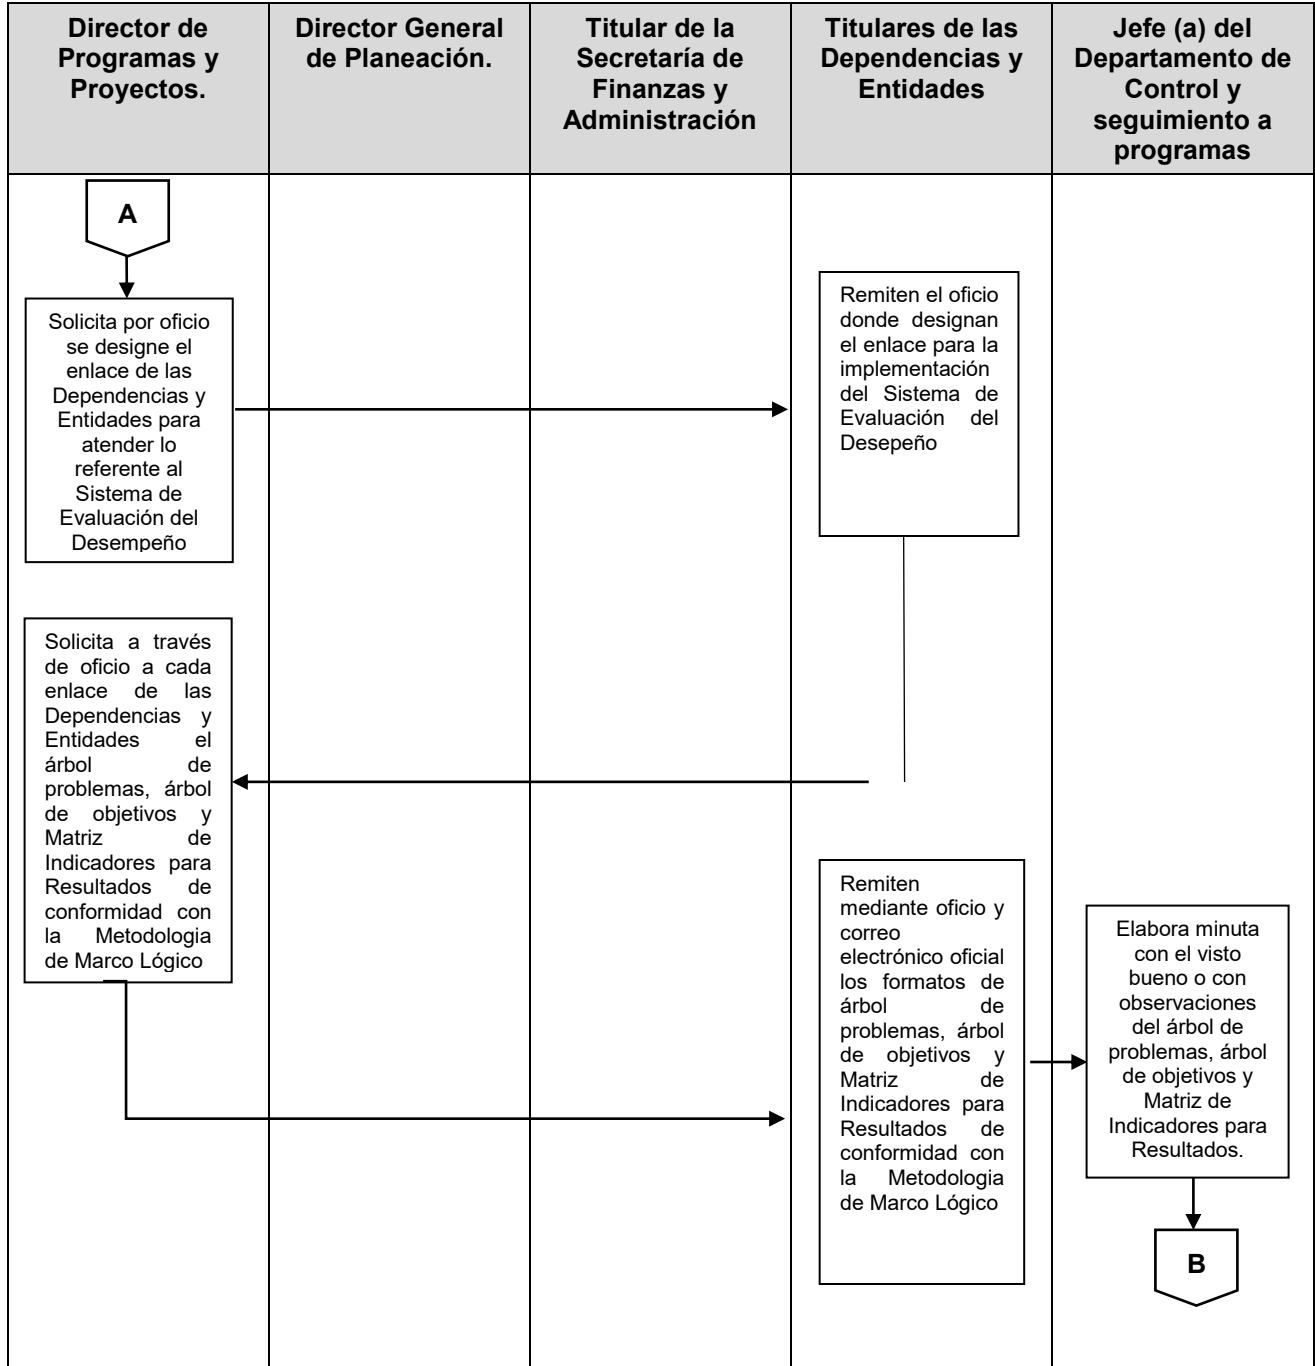 Director de
Programas y
Proyectos.
Director General
de Planeación.
Titular de la
Secretaría de
Finanzas y
Administración
Titulares de las
Dependencias y
Entidades
Jefe (a) del
Departamento de
Control y
seguimiento a
programas
A
Solicita por oficio
se designe el
enlace de las
Dependencias y
Entidades para
atender lo
referente al
Sistema de
Evaluación del
Desempeño
Remiten el oficio
donde designan
el enlace para la
implementación
del Sistema de
Evaluación del
Desepeño
Solicita a través
de oficio a cada
enlace de las
Dependencias y
Entidades el
árbol de
problemas, árbol
de objetivos y
Matriz de
Indicadores para
Resultados de
conformidad con
la Metodologia
de Marco Lógico
Remiten
mediante oficio y
correo
electrónico oficial
los formatos de
árbol de
problemas, árbol
de objetivos y
Matriz de
Indicadores para
Resultados de
conformidad con
la Metodologia
de Marco Lógico
Elabora minuta
con el visto
bueno o con
observaciones
del árbol de
problemas, árbol
de objetivos y
Matriz de
Indicadores para
Resultados.
B